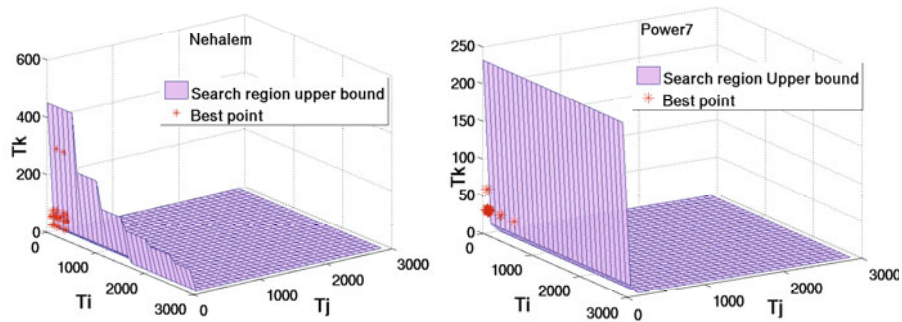 Nehalem
600
400
200
0
Tk
Search region upper bound
Best point
0
1000
2000
3000
Ti
0
1000
2000
3000
Tj
Power7
250
200
150
100
50
0
Tk
Search region Upper bound
Best point
0
1000
2000
3000
Ti
0
1000
2000
3000
Tj